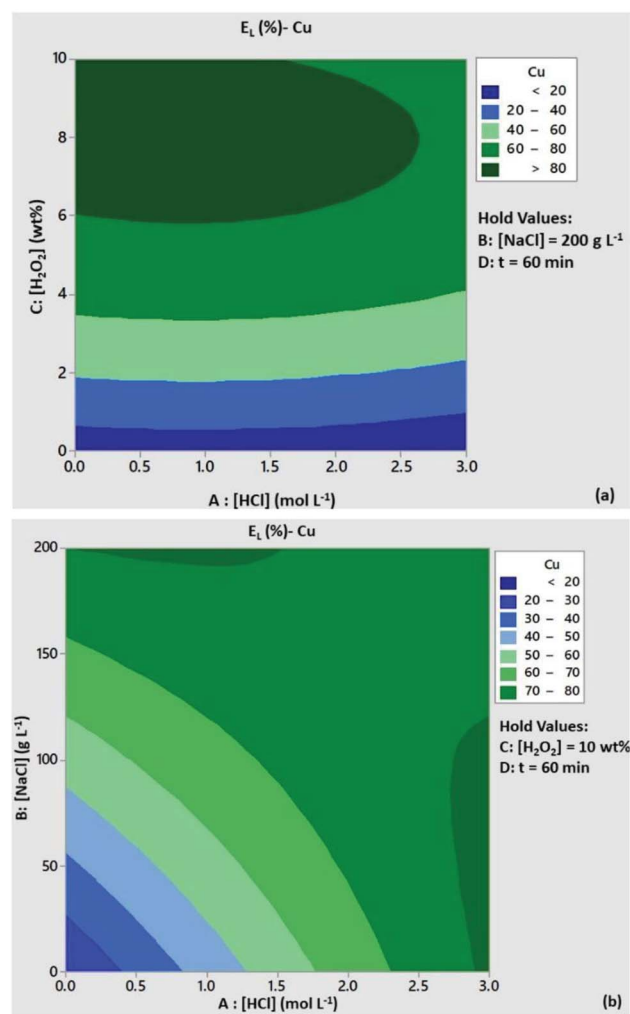 E_L (%)- Cu
10
8
6
4
2
0
C: [H₂O₂] (wt%)
0.0 0.5 1.0 1.5 2.0 2.5 3.0
A : [HCl] (mol L⁻¹)
Cu
< 20
20 – 40
40 – 60
60 – 80
> 80
Hold Values:
B: [NaCl] = 200 g L⁻¹
D: t = 60 min
(a)
E_L (%)- Cu
200
150
100
50
0
B: [NaCl] (g L⁻¹)
0.0 0.5 1.0 1.5 2.0 2.5 3.0
A : [HCl] (mol L⁻¹)
Cu
< 20
20 – 30
30 – 40
40 – 50
50 – 60
60 – 70
70 – 80
Hold Values:
C: [H₂O₂] = 10 wt%
D: t = 60 min
(b)